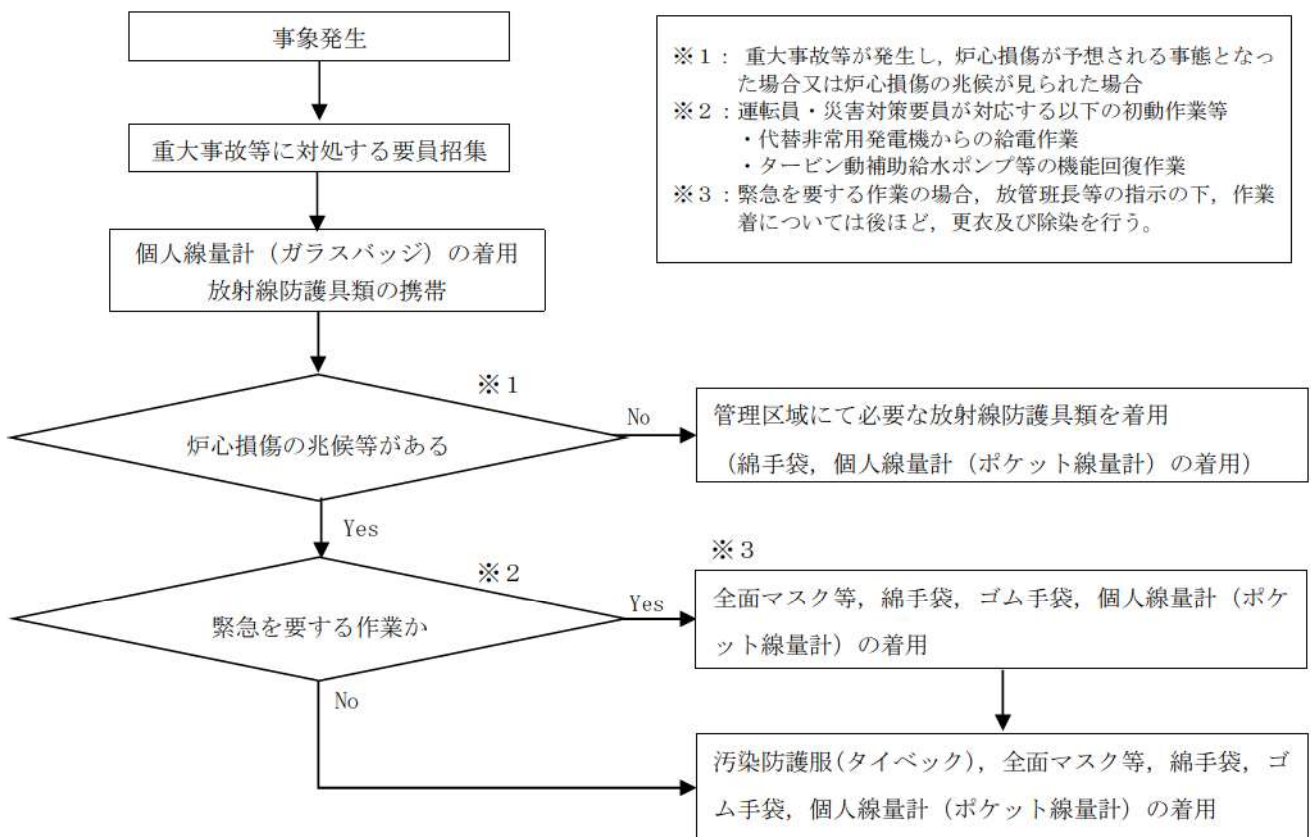 事象発生
重大事故等に対処する要員招集
個人線量計（ガラスバッジ）の着用
放射線防護具類の携帯
※１： 重大事故等が発生し，炉心損傷が予想される事態となっ
た場合又は炉心損傷の兆候が見られた場合
※２：運転員・災害対策要員が対応する以下の初動作業等
・代替非常用発電機からの給電作業
・タービン動補助給水ポンプ等の機能回復作業
※３：緊急を要する作業の場合，放管班長等の指示の下，作業
着については後ほど，更衣及び除染を行う。
※１
炉心損傷の兆候等がある
No
管理区域にて必要な放射線防護具類を着用
（綿手袋，個人線量計（ポケット線量計）の着用）
Yes
※２
緊急を要する作業か
Yes
※３
全面マスク等，綿手袋，ゴム手袋，個人線量計（ポケ
ット線量計）の着用
No
汚染防護服(タイベック)，全面マスク等，綿手袋，ゴ
ム手袋，個人線量計（ポケット線量計）の着用